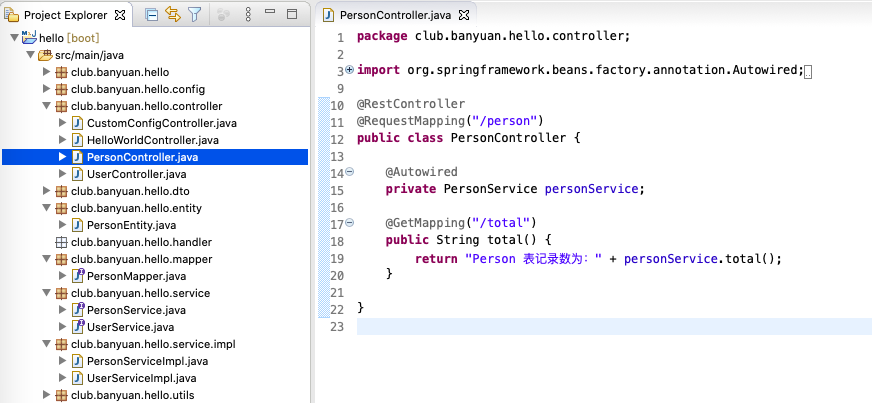 Project Explorer
hello [boot]
src/main/java
club.banyuan.hello
club.banyuan.hello.config
club.banyuan.hello.controller
CustomConfigController.java
HelloWorldController.java
PersonController.java
UserController.java
club.banyuan.hello.dto
club.banyuan.hello.entity
PersonEntity.java
club.banyuan.hello.handler
club.banyuan.hello.mapper
PersonMapper.java
club.banyuan.hello.service
PersonService.java
UserService.java
club.banyuan.hello.service.impl
PersonServiceImpl.java
UserServiceImpl.java
club.banyuan.hello.utils
PersonController.java
1 package club.banyuan.hello.controller;
2
3 import org.springframework.beans.factory.annotation.Autowired;
9
10 @RestController
11 @RequestMapping("/person")
12 public class PersonController {
13
14 @Autowired
15 private PersonService personService;
16
17 @GetMapping("/total")
18 public String total() {
19 return "Person 表记录数为：" + personService.total();
20 }
21
22 }
23